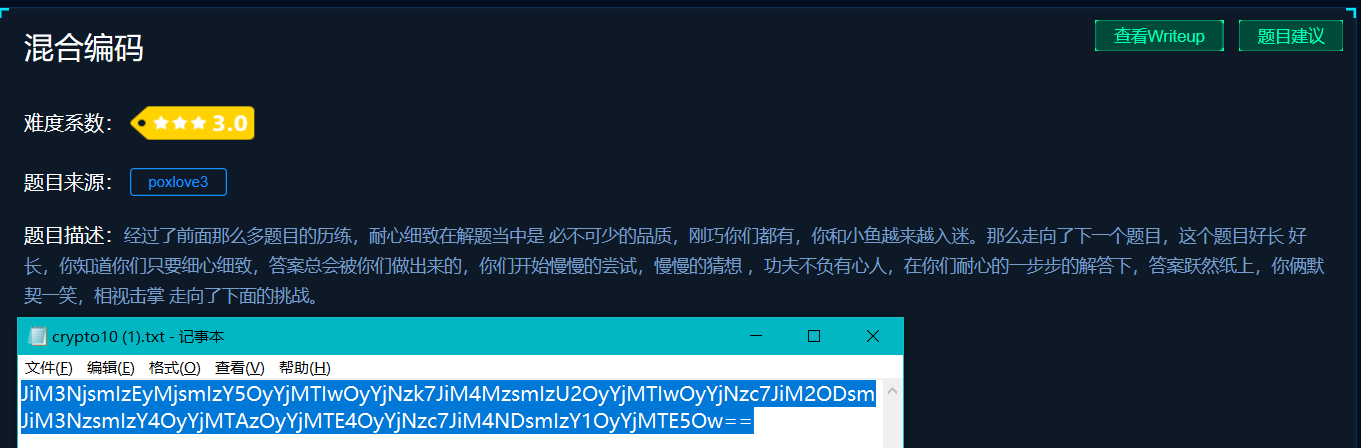 混合编码
查看Writeup
题目建议
难度系数：
3.0
题目来源：
poxlove3
题目描述：经过了前面那么多题目的历练，耐心细致在解题当中是 必不可少的品质，刚巧你们都有，你和小鱼越来越入迷。那么走向了下一个题目，这个题目好长 好
长，你知道你们只要细心细致，答案总会被你们做出来的，你们开始慢慢的尝试，慢慢的猜想 ，功夫不负有心人，在你们耐心的一步步的解答下，答案跃然纸上，你俩默
契一笑，相视击掌 走向了下面的挑战。
crypto10 (1).txt - 记事本
文件(F) 编辑(E) 格式(O) 查看(V) 帮助(H)
JiM3NjsmIzEyMjsmIzY5OyYjMTIwOyYjNzk7JiM4MzsmIzU2OyYjMTIwOyYjNzc7JiM2ODsm
JiM3NzsmIzY4OyYjMTAzOyYjMTE4OyYjNzc7JiM4NDsmIzY1OyYjMTE5Ow==